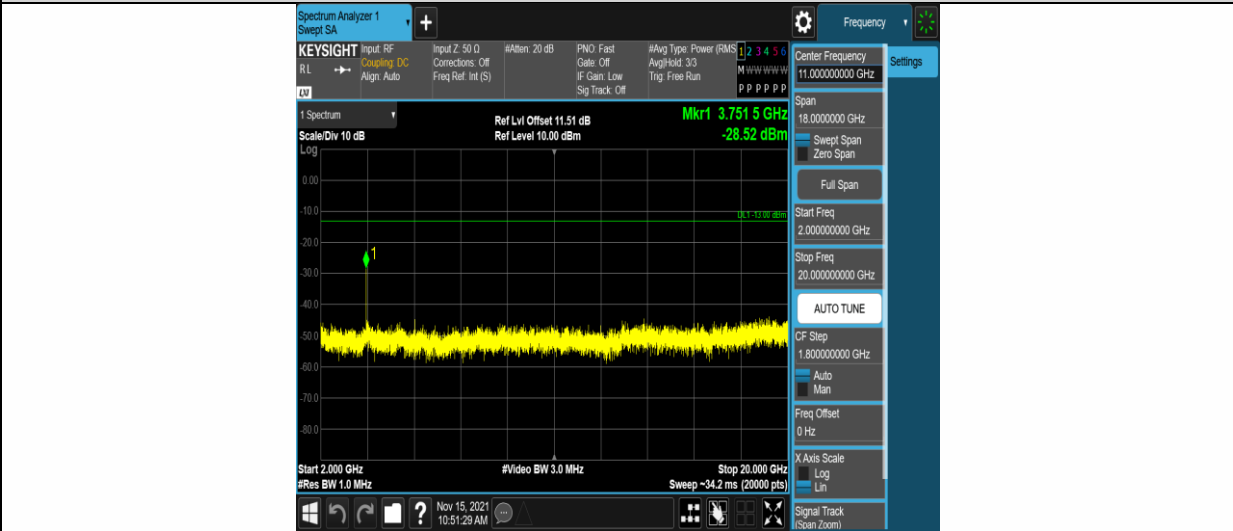 Spectrum Analyzer 1
Swept SA
+
Frequency
KEYSIGHT
RL
LXI
Input: RF
Coupling: DC
Align: Auto
Input Z: 50 Ω
Corrections: Off
Freq Ref: Int (S)
#Atten: 20 dB
PNO: Fast
Gate: Off
IF Gain: Low
Sig Track: Off
#Avg Type: Power (RMS
Avg|Hold: 3/3
Trig: Free Run
1 2 3 4 5 6
M W W W W W
P P P P P P
1 Spectrum
Scale/Div 10 dB
Ref Lvl Offset 11.51 dB
Ref Level 10.00 dBm
Mkr1 3.751 5 GHz
-28.52 dBm
Log
0.00
-10.0
DL1 -13.00 dBm
-20.0
1
-30.0
-40.0
-50.0
-60.0
-70.0
-80.0
Start 2.000 GHz
#Res BW 1.0 MHz
#Video BW 3.0 MHz
Stop 20.000 GHz
Sweep ~34.2 ms (20000 pts)
?
Nov 15, 2021
10:51:29 AM
Center Frequency
11.000000000 GHz
Settings
Span
18.0000000 GHz
Swept Span
Zero Span
Full Span
Start Freq
2.000000000 GHz
Stop Freq
20.000000000 GHz
AUTO TUNE
CF Step
1.800000000 GHz
Auto
Man
Freq Offset
0 Hz
X Axis Scale
Log
Lin
Signal Track
(Span Zoom)